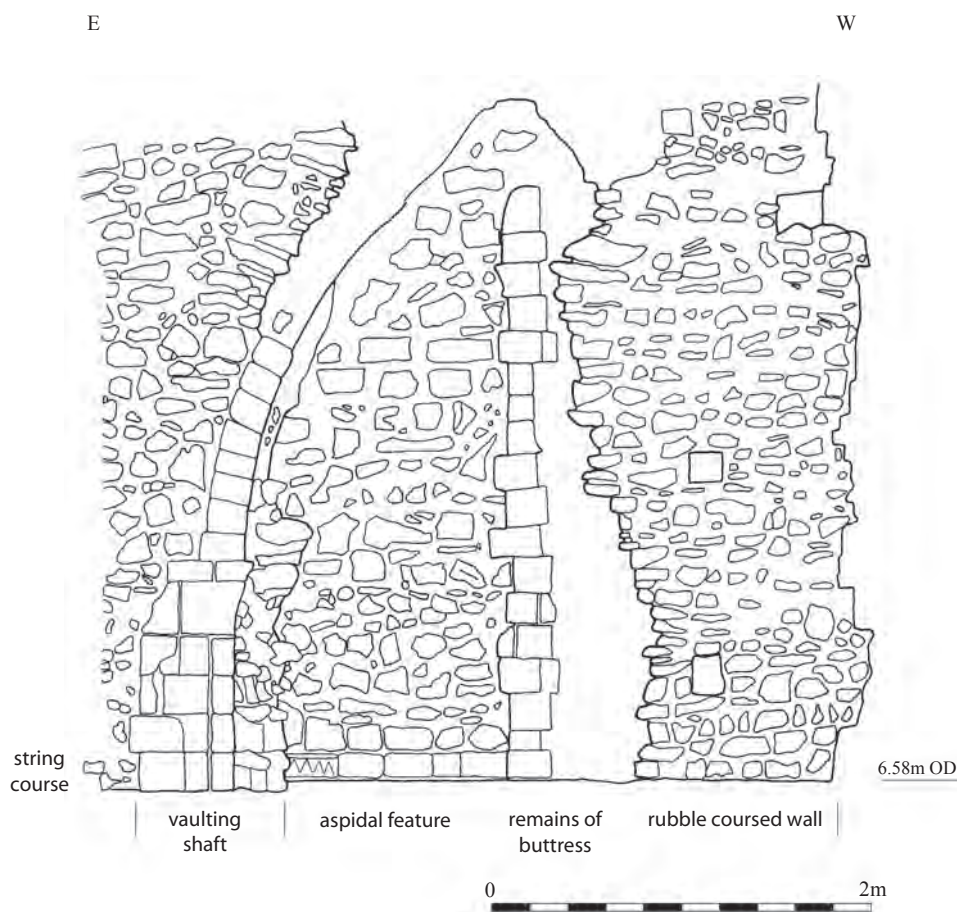 E
W
string
course
6.58m OD
vaulting
shaft
aspidal feature
remains of
buttress
rubble coursed wall
0
2m